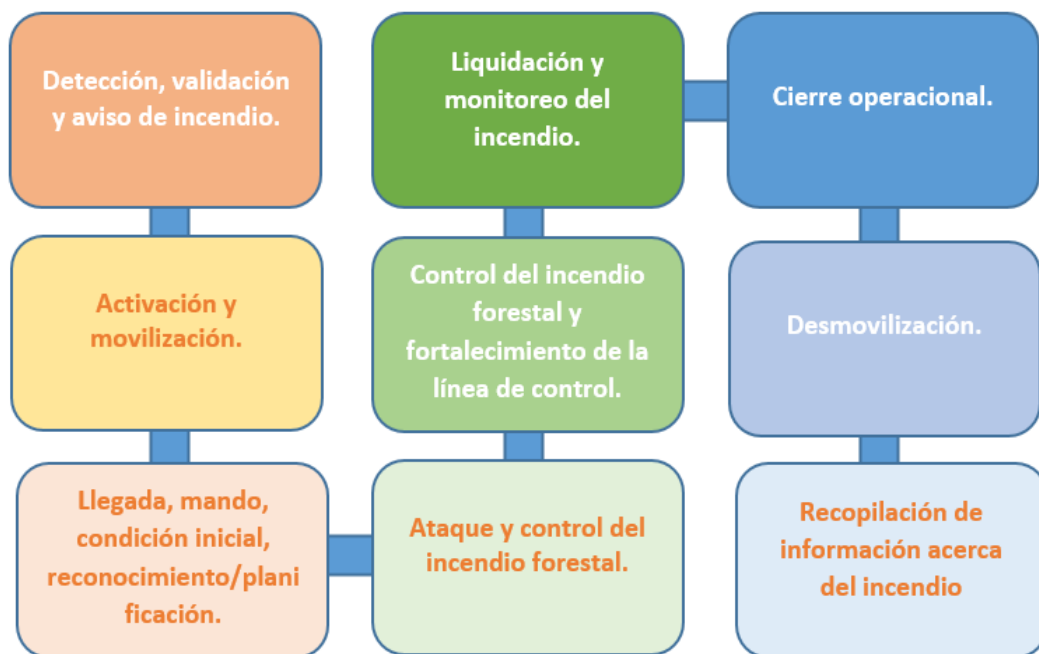 Detección, validación
y aviso de incendio.
Activación y
movilización.
Llegada, mando,
condición inicial,
reconocimiento/plani
ficación.
Ataque y control del
incendio forestal.
Control del incendio
forestal y
fortalecimiento de la
línea de control.
Liquidación y
monitoreo del
incendio.
Cierre operacional.
Desmovilización.
Recopilación de
información acerca
del incendio